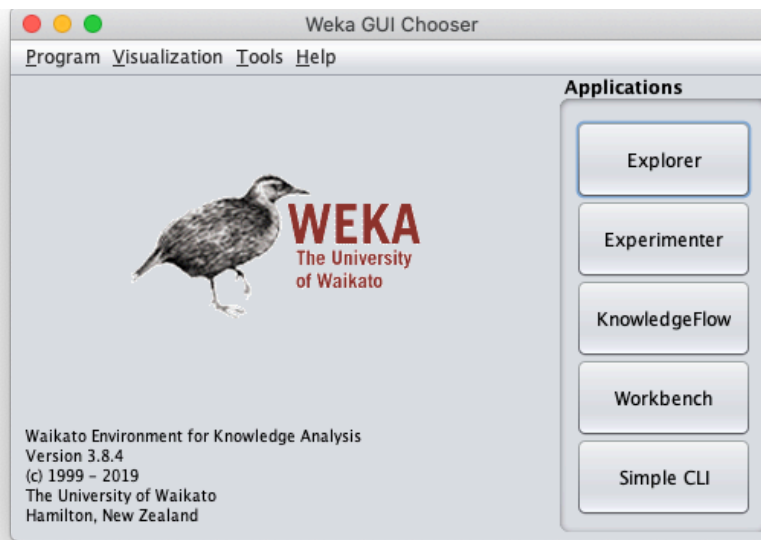 Weka GUI Chooser
Program Visualization Tools Help
Applications
Explorer
Experimenter
KnowledgeFlow
Workbench
Simple CLI
WEKA
The University
of Waikato
Waikato Environment for Knowledge Analysis
Version 3.8.4
(c) 1999 – 2019
The University of Waikato
Hamilton, New Zealand